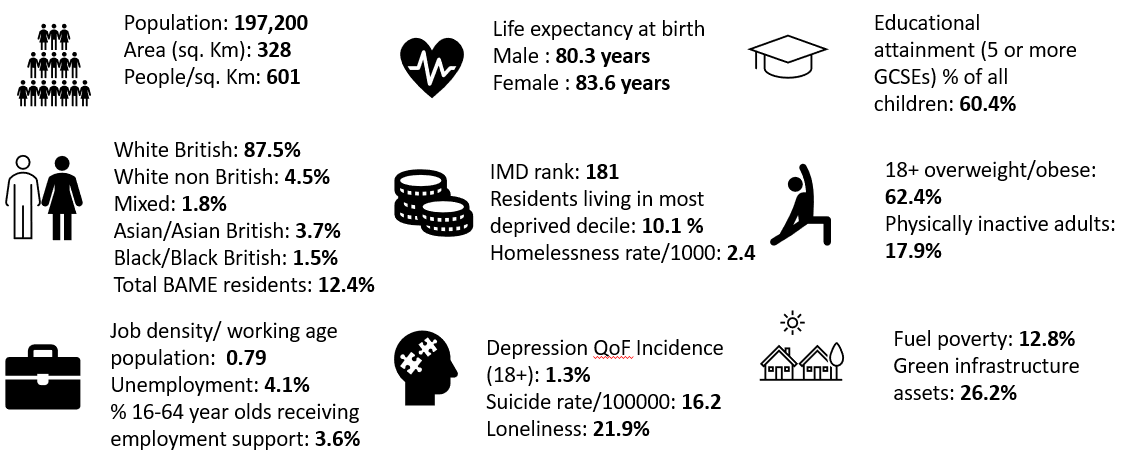 Population: 197,200
Area (sq. Km): 328
People/sq. Km: 601
Life expectancy at birth
Male : 80.3 years
Female : 83.6 years
Educational
attainment (5 or more
GCSEs) % of all
children: 60.4%
White British: 87.5%
White non British: 4.5%
Mixed: 1.8%
Asian/Asian British: 3.7%
Black/Black British: 1.5%
Total BAME residents: 12.4%
IMD rank: 181
Residents living in most
deprived decile: 10.1 %
Homelessness rate/1000: 2.4
18+ overweight/obese:
62.4%
Physically inactive adults:
17.9%
Job density/ working age
population: 0.79
Unemployment: 4.1%
% 16-64 year olds receiving
employment support: 3.6%
Depression QoF Incidence
(18+): 1.3%
Suicide rate/100000: 16.2
Loneliness: 21.9%
Fuel poverty: 12.8%
Green infrastructure
assets: 26.2%